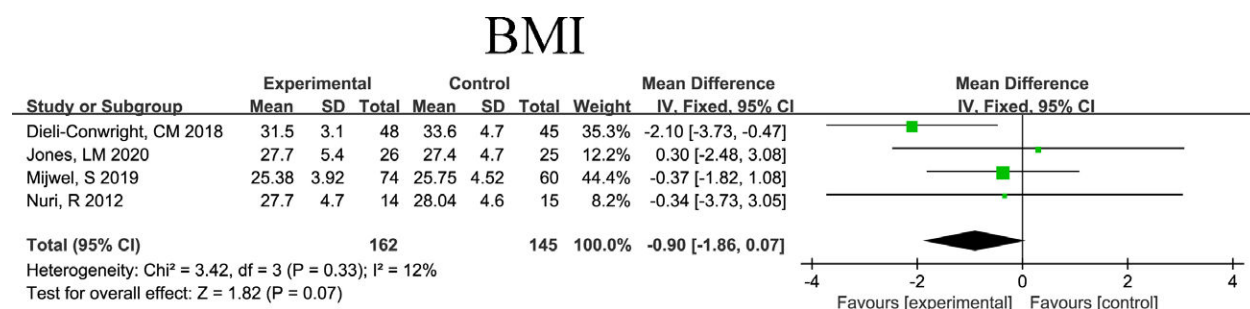 BMI
Experimental Control Mean Difference Mean Difference
Study or Subgroup Mean SD Total Mean SD Total Weight IV, Fixed, 95% CI IV, Fixed, 95% CI
Dieli-Conwright, CM 2018 31.5 3.1 48 33.6 4.7 45 35.3% -2.10 [-3.73, -0.47]
Jones, LM 2020 27.7 5.4 26 27.4 4.7 25 12.2% 0.30 [-2.48, 3.08]
Mijwel, S 2019 25.38 3.92 74 25.75 4.52 60 44.4% -0.37 [-1.82, 1.08]
Nuri, R 2012 27.7 4.7 14 28.04 4.6 15 8.2% -0.34 [-3.73, 3.05]
Total (95% CI) 162 145 100.0% -0.90 [-1.86, 0.07]
Heterogeneity: Chi² = 3.42, df = 3 (P = 0.33); I² = 12%
Test for overall effect: Z = 1.82 (P = 0.07)
-4 -2 0 2 4
Favours [experimental] Favours [control]